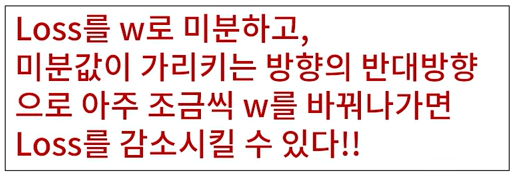 Loss를 w로 미분하고,
미분값이 가리키는 방향의 반대방향
으로 아주 조금씩 w를 바꿔나가면
Loss를 감소시킬 수 있다!!